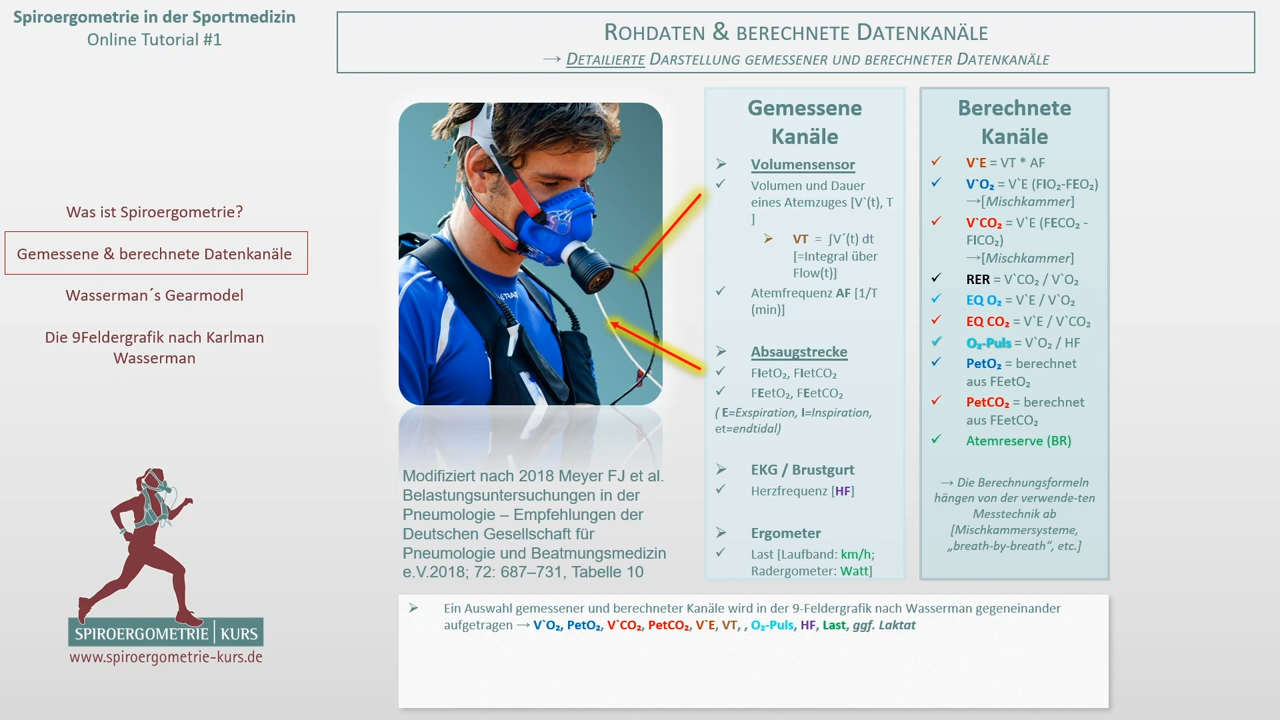 Spiroergometrie in der Sportmedizin
Online Tutorial #1
ROHDATEN & BERECHNETE DATENKANÄLE
→ DETAILIERTE DARSTELLUNG GEMESSENER UND BERECHNETER DATENKANÄLE
Was ist Spiroergometrie?
Gemessene & berechnete Datenkanäle
Wasserman´s Gearmodel
Die 9Feldergrafik nach Karlman
Wasserman
SPIROERGOMETRIE | KURS
www.spiroergometrie-kurs.de
Modifiziert nach 2018 Meyer FJ et al.
Belastungsuntersuchungen in der
Pneumologie – Empfehlungen der
Deutschen Gesellschaft für
Pneumologie und Beatmungsmedizin
e.V.2018; 72: 687–731, Tabelle 10
Gemessene
Kanäle
➢ Volumensensor
✓ Volumen und Dauer
eines Atemzuges [V`(t), T
]
➢ VT = ∫V´(t) dt
[=Integral über
Flow(t)]
✓ Atemfrequenz AF [1/T
(min)]
➢ Absaugstrecke
✓ FIetO₂, FIetCO₂
✓ FEetO₂, FEetCO₂
( E=Exspiration, I=Inspiration,
et=endtidal)
➢ EKG / Brustgurt
✓ Herzfrequenz [HF]
➢ Ergometer
✓ Last [Laufband: km/h;
Radergometer: Watt]
Berechnete
Kanäle
✓ V`E = VT * AF
✓ V`O₂ = V`E (FIO₂-FEO₂)
→[Mischkammer]
✓ V`CO₂ = V`E (FECO₂ -
FICO₂)
→[Mischkammer]
✓ RER = V`CO₂ / V`O₂
✓ EQ O₂ = V`E / V`O₂
✓ EQ CO₂ = V`E / V`CO₂
✓ O₂-Puls = V`O₂ / HF
✓ PetO₂ = berechnet
aus FEetO₂
✓ PetCO₂ = berechnet
aus FEetCO₂
✓ Atemreserve (BR)
→ Die Berechnungsformeln
hängen von der verwende-ten
Messtechnik ab
[Mischkammersysteme,
„breath-by-breath“, etc.]
➢ Ein Auswahl gemessener und berechneter Kanäle wird in der 9-Feldergrafik nach Wasserman gegeneinander
aufgetragen → V`O₂, PetO₂, V`CO₂, PetCO₂, V`E, VT, , O₂-Puls, HF, Last, ggf. Laktat